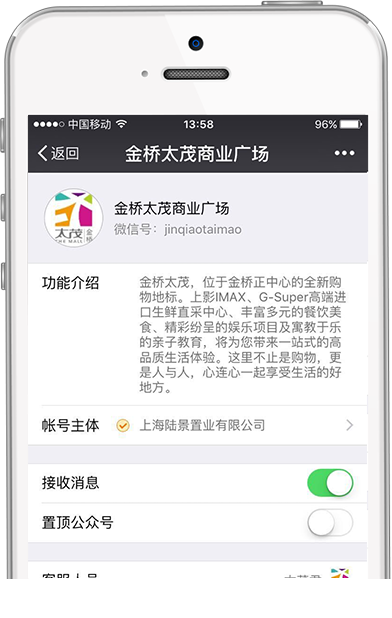 中国移动 13:58 96%
返回 金桥太茂商业广场
金桥太茂商业广场
微信号：jinqiaotaimao
太茂 金桥
THE MALL
功能介绍 金桥太茂，位于金桥正中心的全新购
物地标。上影IMAX、G-Super高端进
口生鲜直采中心、丰富多元的餐饮美
食、精彩纷呈的娱乐项目及寓教于乐
的亲子教育，将为您带来一站式的高
品质生活体验。这里不止是购物，更
是人与人，心连心一起享受生活的好
地方。
帐号主体 上海陆景置业有限公司
接收消息
置顶公众号
客服人员 太茂君